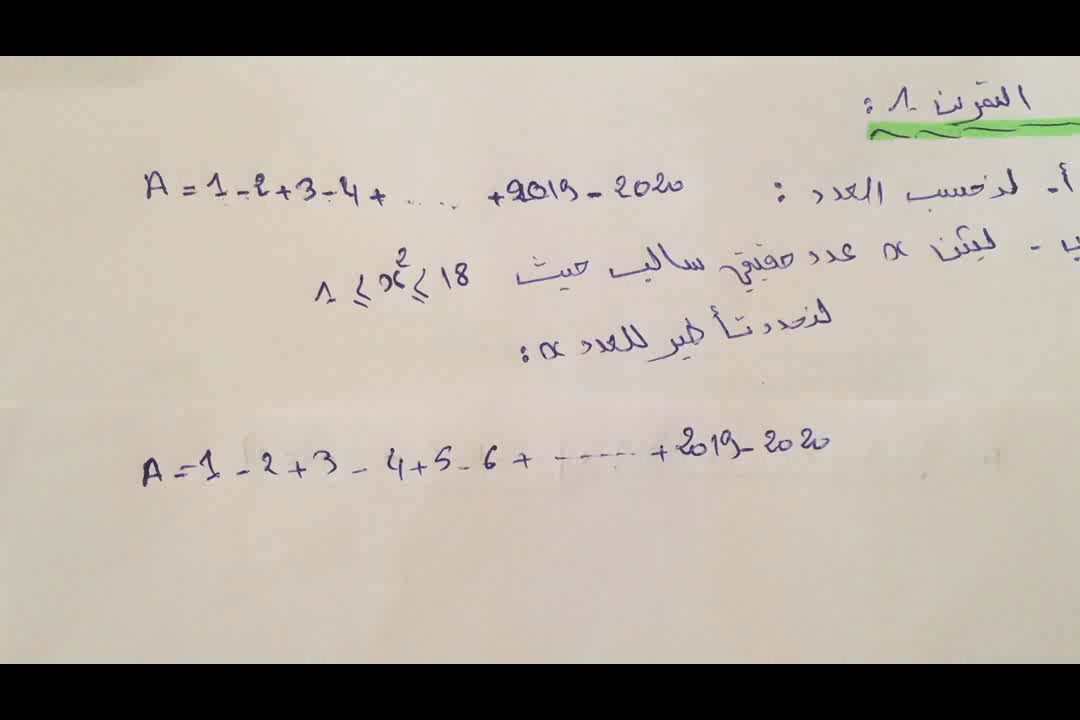 التمرين 1 :
أ- لنحسب العدد : A = 1 - 2 + 3 - 4 + ..... + 2019 - 2020
ب - ليكن x عدد حقيقي سالب حيث 1 ⩽ x² ⩽ 18
لنحدد تأطير للعدد x :
A = 1 - 2 + 3 - 4 + 5 - 6 + ...... + 2019 - 2020